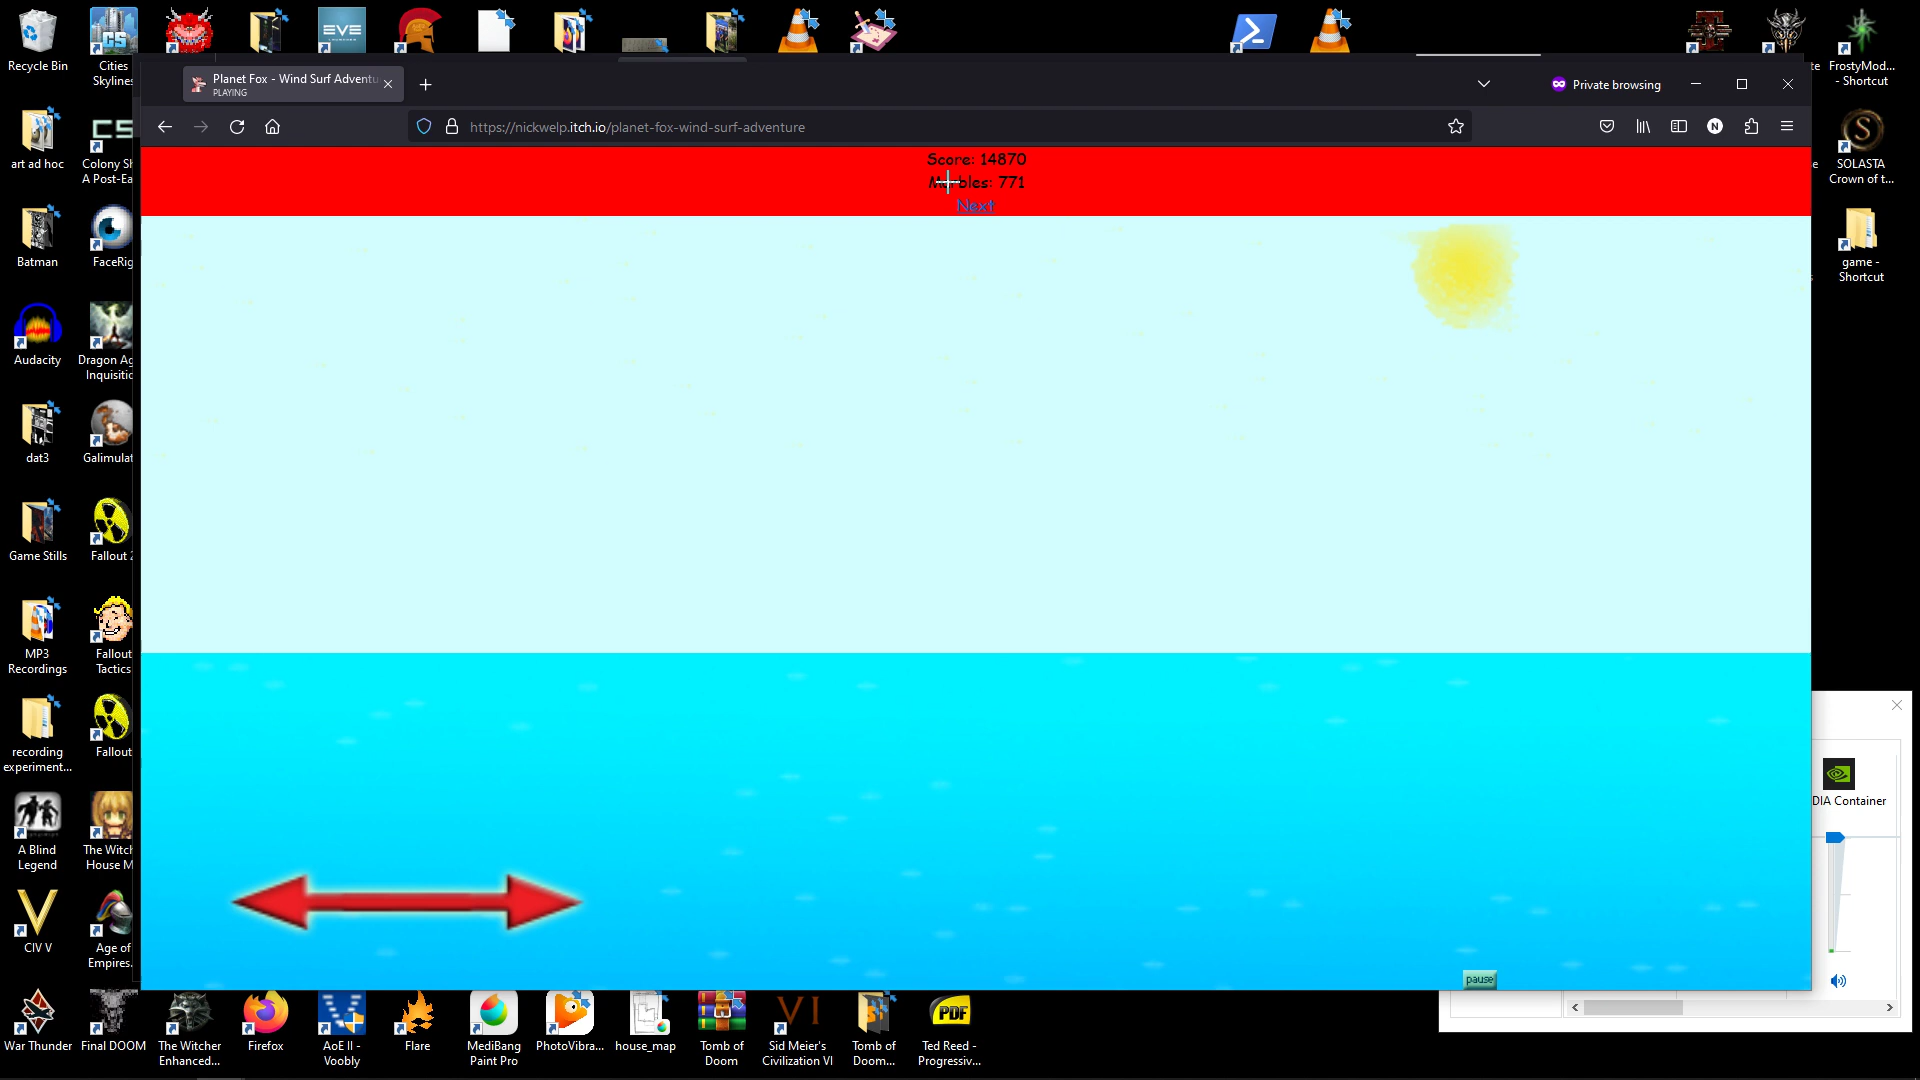 Planet Fox - Wind Surf Adventu
PLAYING
Private browsing
https://nickwelp.itch.io/planet-fox-wind-surf-adventure
Score: 14870
Marbles: 771
Next
pause
Recycle Bin
Cities
Skylines
EVE
FrostyMod...
- Shortcut
art ad hoc
Colony Sh
A Post-Ea
SOLASTA
Crown of t...
Batman
FaceRig
game -
Shortcut
Audacity
Dragon Ag
Inquisitio
dat3
Galimulat
Game Stills
Fallout 2
MP3
Recordings
Fallout
Tactics
recording
experiment...
Fallout
DIA Container
A Blind
Legend
The Witch
House M
CIV V
Age of
Empires.
War Thunder
Final DOOM
The Witcher
Enhanced...
Firefox
AoE II -
Voobly
Flare
MediBang
Paint Pro
PhotoVibra...
house_map
Tomb of
Doom
VI
Sid Meier's
Civilization VI
Tomb of
Doom...
PDF
Ted Reed -
Progressiv...